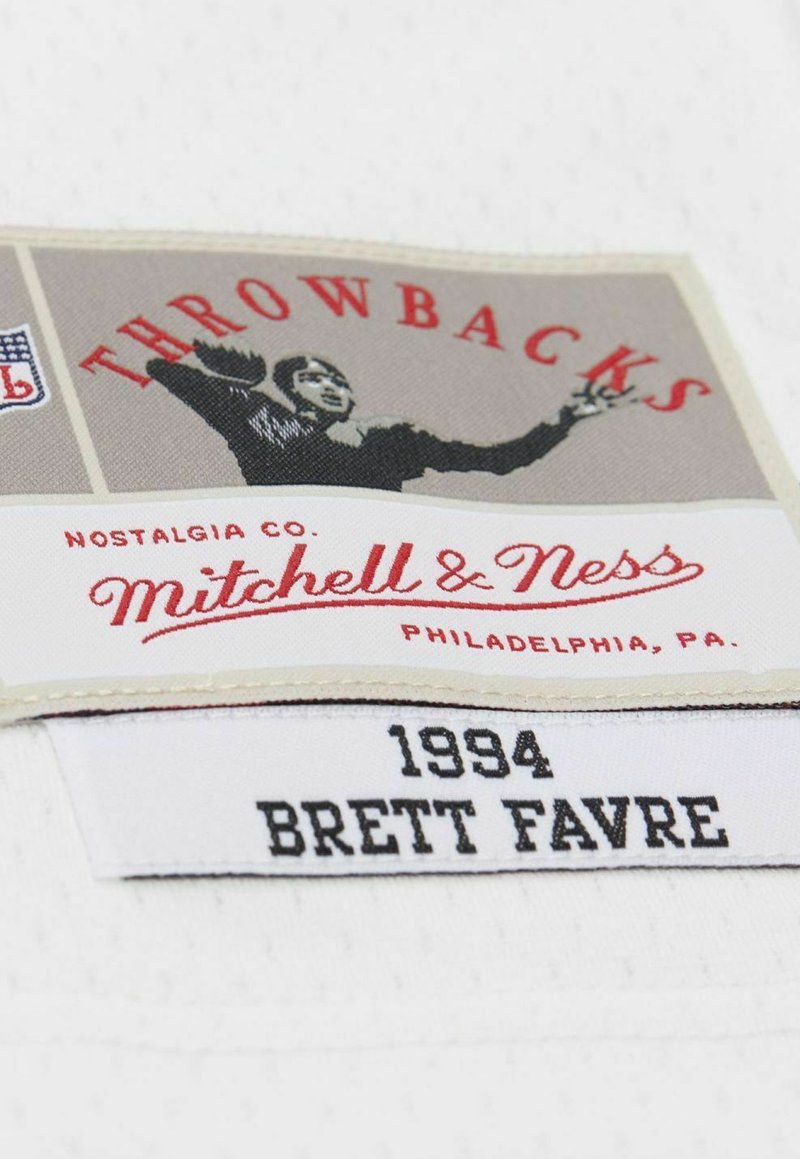 THROWBACKS
L
NOSTALGIA CO.
Mitchell & Ness
PHILADELPHIA, PA.
1994
BRETT FAVRE